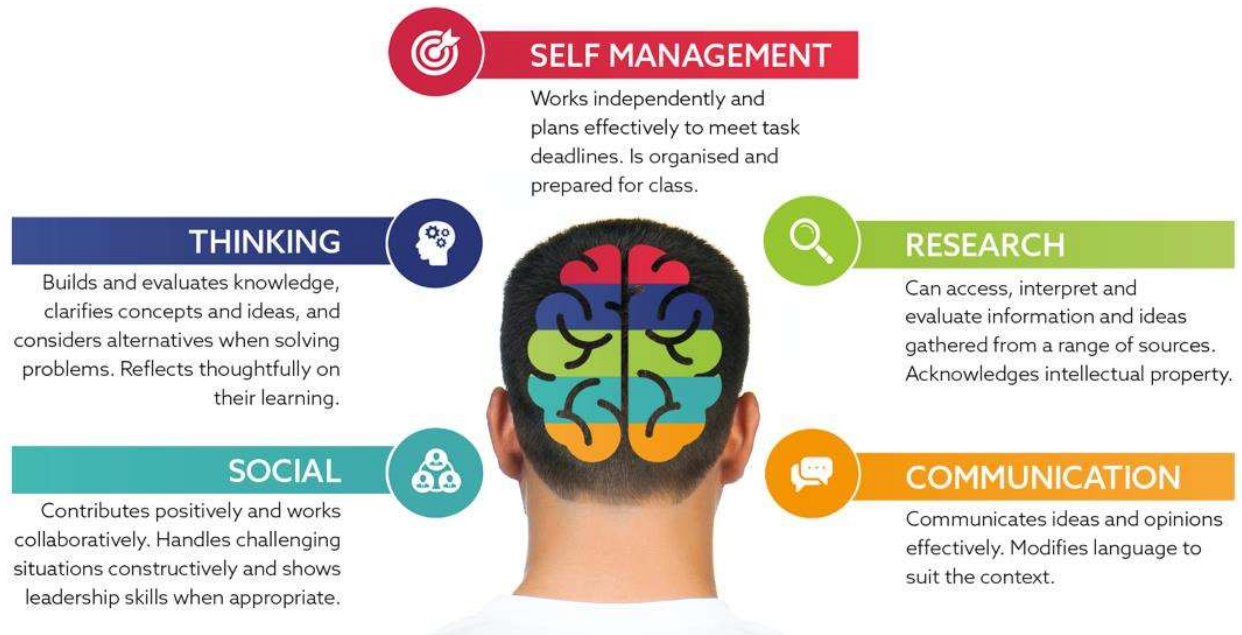 SELF MANAGEMENT
Works independently and
plans effectively to meet task
deadlines. Is organised and
prepared for class.
THINKING
Builds and evaluates knowledge,
clarifies concepts and ideas, and
considers alternatives when solving
problems. Reflects thoughtfully on
their learning.
RESEARCH
Can access, interpret and
evaluate information and ideas
gathered from a range of sources.
Acknowledges intellectual property.
SOCIAL
Contributes positively and works
collaboratively. Handles challenging
situations constructively and shows
leadership skills when appropriate.
COMMUNICATION
Communicates ideas and opinions
effectively. Modifies language to
suit the context.